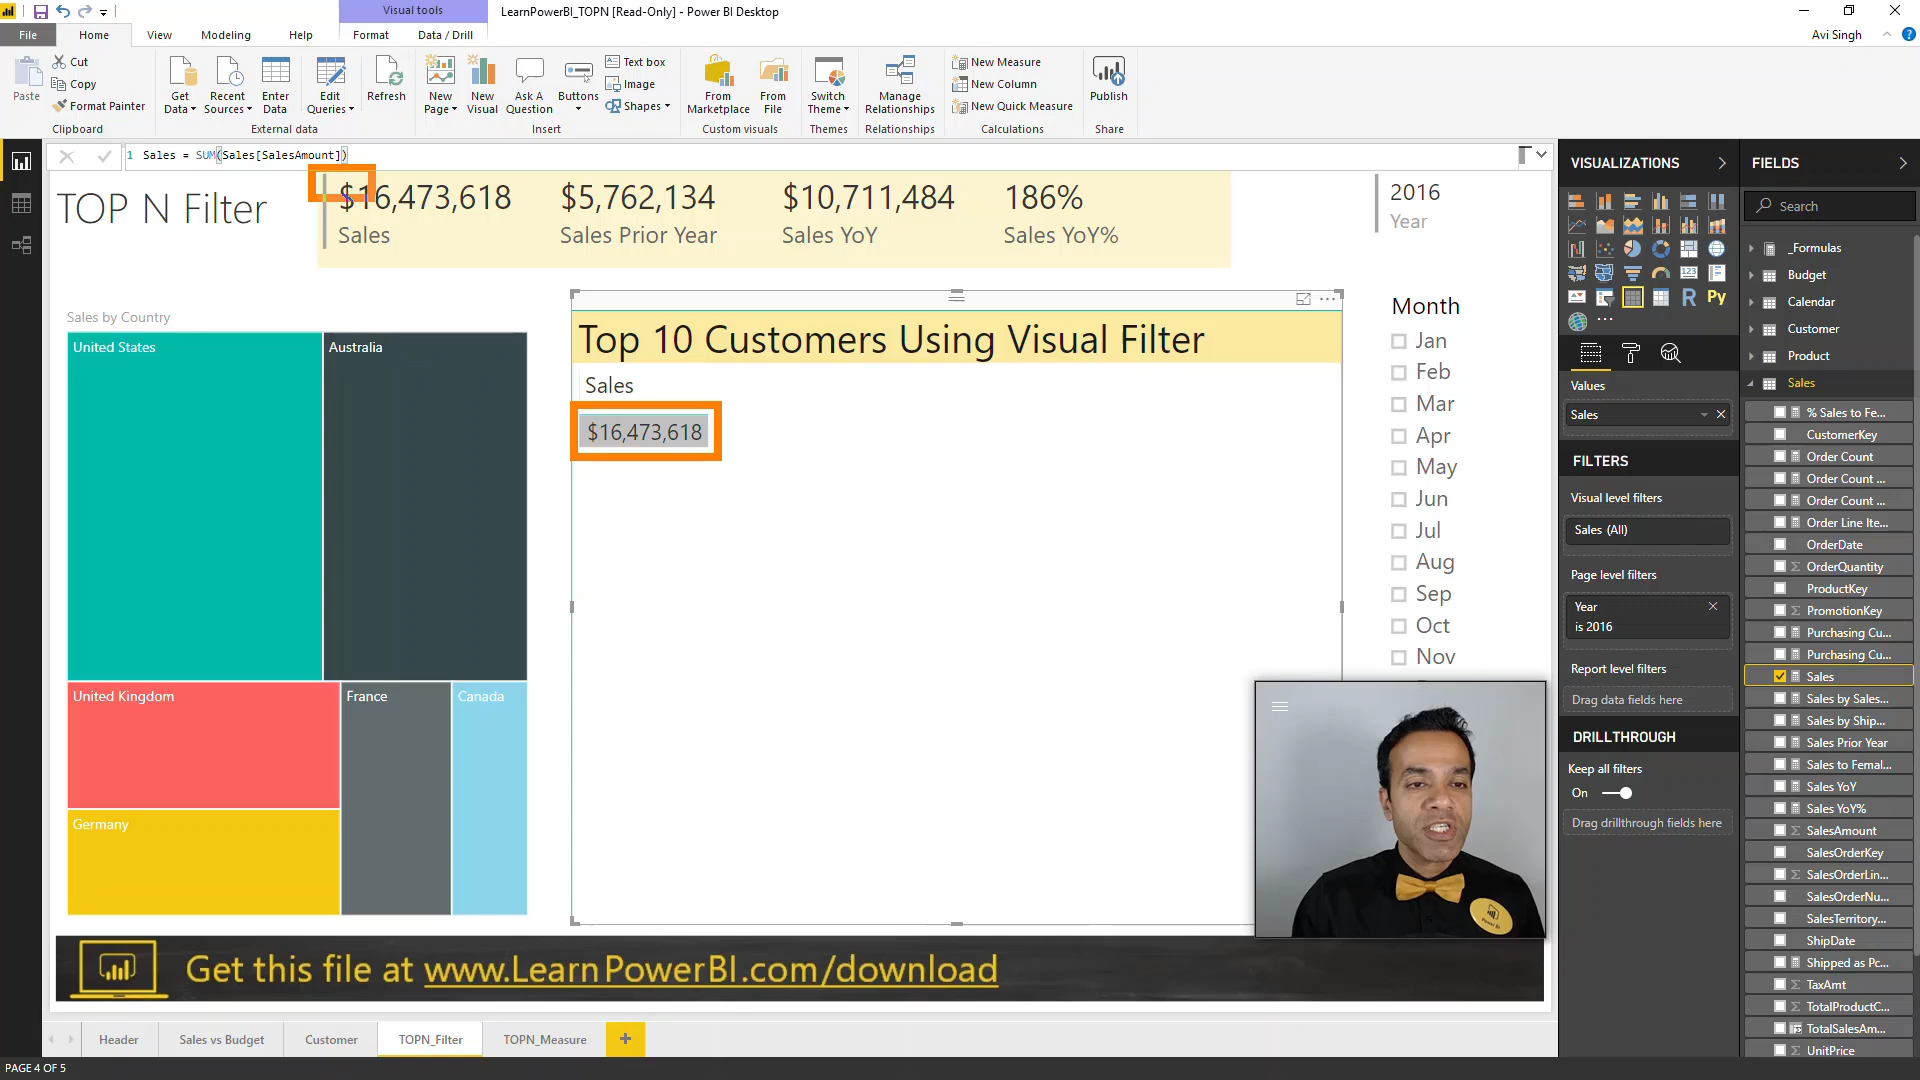 Visual tools
LearnPowerBI_TOPN [Read-Only] - Power BI Desktop
File
Home
View
Modeling
Help
Format
Data / Drill
Avi Singh
Paste
Cut
Copy
Format Painter
Clipboard
Get Data
Recent Sources
Enter Data
Edit Queries
Refresh
External data
New Page
New Visual
Ask A Question
Buttons
Text box
Image
Shapes
Insert
From Marketplace
From File
Custom visuals
Switch Theme
Themes
Manage Relationships
Relationships
New Measure
New Column
New Quick Measure
Calculations
Publish
Share
1 Sales = SUM(Sales[SalesAmount])
TOP N Filter
$16,473,618
Sales
$5,762,134
Sales Prior Year
$10,711,484
Sales YoY
186%
Sales YoY%
2016
Year
Sales by Country
United States
Australia
United Kingdom
France
Canada
Germany
Top 10 Customers Using Visual Filter
Sales
$16,473,618
Month
Jan
Feb
Mar
Apr
May
Jun
Jul
Aug
Sep
Oct
Nov
Power BI
Get this file at www.LearnPowerBI.com/download
Header
Sales vs Budget
Customer
TOPN_Filter
TOPN_Measure
PAGE 4 OF 5
VISUALIZATIONS
123
R
Py
Values
Sales
FILTERS
Visual level filters
Sales (All)
Page level filters
Year
is 2016
Report level filters
Drag data fields here
DRILLTHROUGH
Keep all filters
On
Drag drillthrough fields here
FIELDS
Search
_Formulas
Budget
Calendar
Customer
Product
Sales
% Sales to Fe...
CustomerKey
Order Count
Order Count ...
Order Count ...
Order Line Ite...
OrderDate
OrderQuantity
ProductKey
PromotionKey
Purchasing Cu...
Purchasing Cu...
Sales
Sales by Sales...
Sales by Ship...
Sales Prior Year
Sales to Femal...
Sales YoY
Sales YoY%
SalesAmount
SalesOrderKey
SalesOrderLin...
SalesOrderNu...
SalesTerritory...
ShipDate
Shipped as Pc...
TaxAmt
TotalProductC...
TotalSalesAm...
UnitPrice